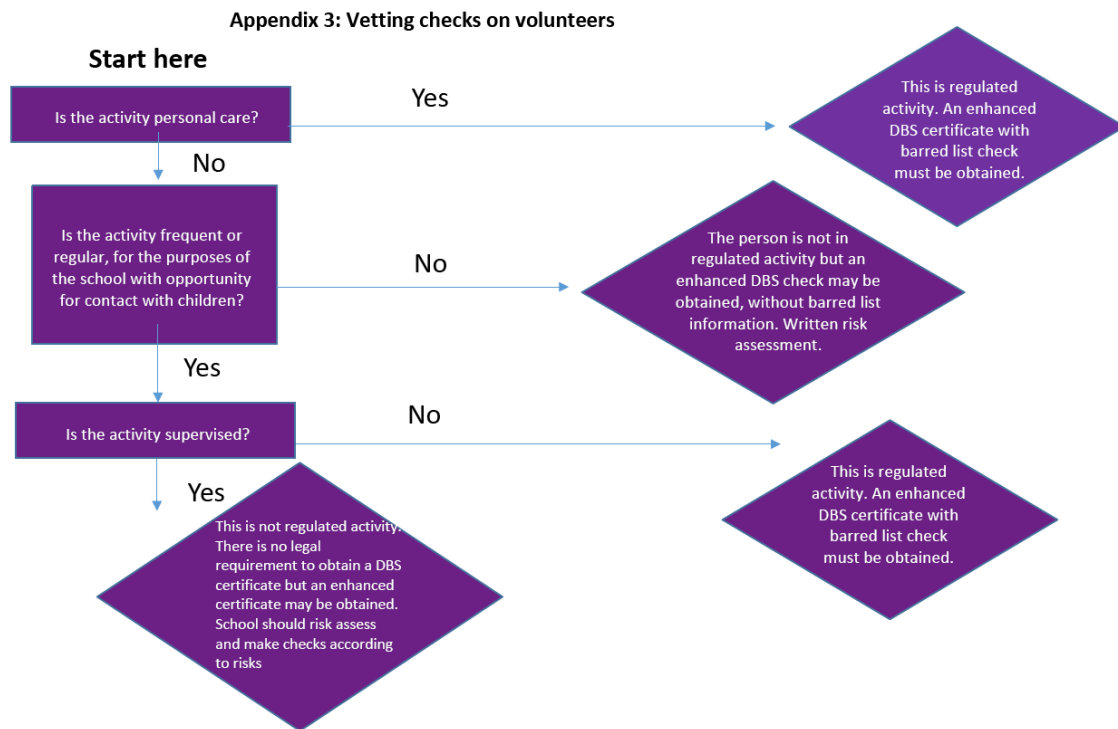 Appendix 3: Vetting checks on volunteers
Start here
Is the activity personal care?
Yes
This is regulated
activity. An enhanced
DBS certificate with
barred list check
must be obtained.
No
Is the activity frequent or
regular, for the purposes of
the school with opportunity
for contact with children?
No
The person is not in
regulated activity but an
enhanced DBS check may be
obtained, without barred list
information. Written risk
assessment.
Yes
Is the activity supervised?
No
This is regulated
activity. An enhanced
DBS certificate with
barred list check
must be obtained.
Yes
This is not regulated activity.
There is no legal
requirement to obtain a DBS
certificate but an enhanced
certificate may be obtained.
School should risk assess
and make checks according
to risks